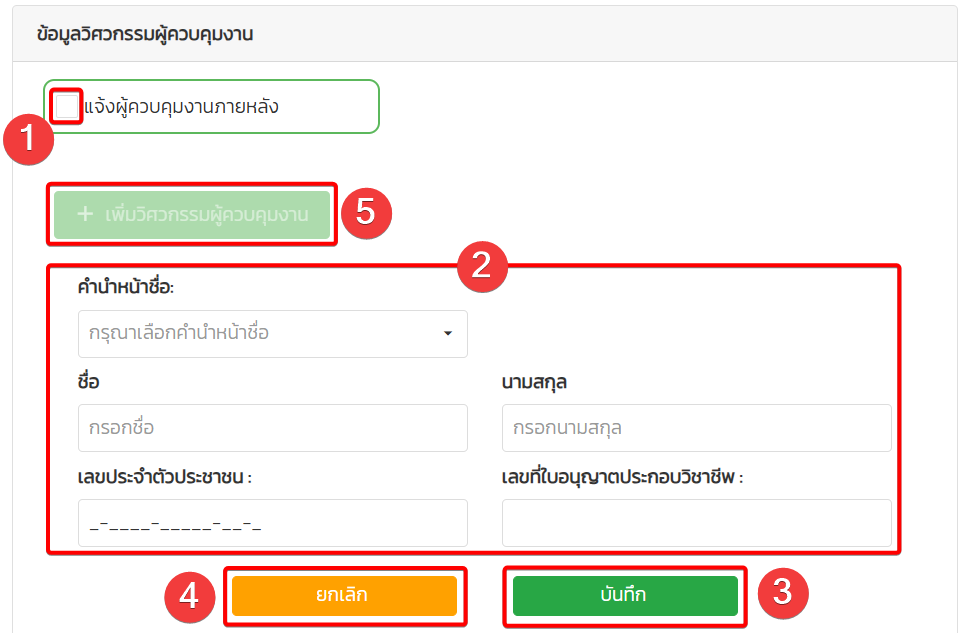 ข้อมูลวิศวกรรมผู้ควบคุมงาน
แจ้งผู้ควบคุมงานภายหลัง
1
+ เพิ่มวิศวกรรมผู้ควบคุมงาน
5
2
คำนำหน้าชื่อ:
กรุณาเลือกคำนำหน้าชื่อ
ชื่อ นามสกุล
กรอกชื่อ กรอกนามสกุล
เลขประจำตัวประชาชน : เลขที่ใบอนุญาตประกอบวิชาชีพ :
_-____-_____-__-_
4 ยกเลิก บันทึก 3